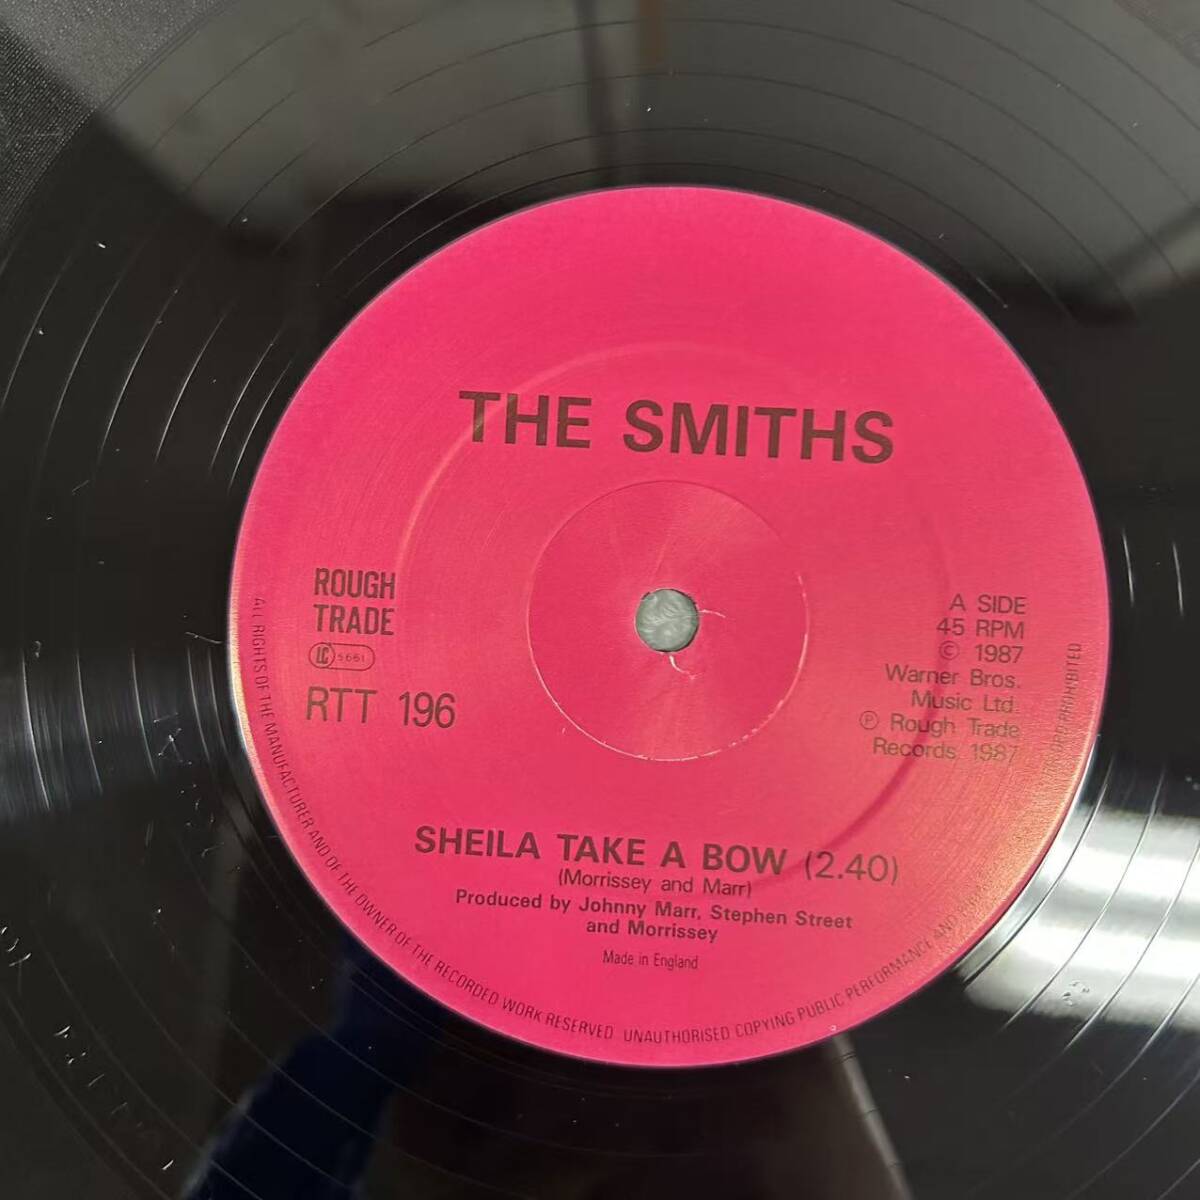 THE SMITHS
ROUGH
TRADE
LC 5661
RTT 196
A SIDE
45 RPM
© 1987
Warner Bros.
Music Ltd.
℗ Rough Trade
Records 1987
SHEILA TAKE A BOW (2.40)
(Morrissey and Marr)
Produced by Johnny Marr, Stephen Street
and Morrissey
Made in England
ALL RIGHTS OF THE MANUFACTURER AND OF THE OWNER OF THE RECORDED WORK RESERVED UNAUTHORISED COPYING PUBLIC PERFORMANCE AND PROHIBITED